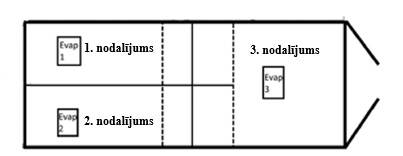 Evap
1
1. nodalījums
Evap
2
2. nodalījums
3. nodalījums
Evap
3